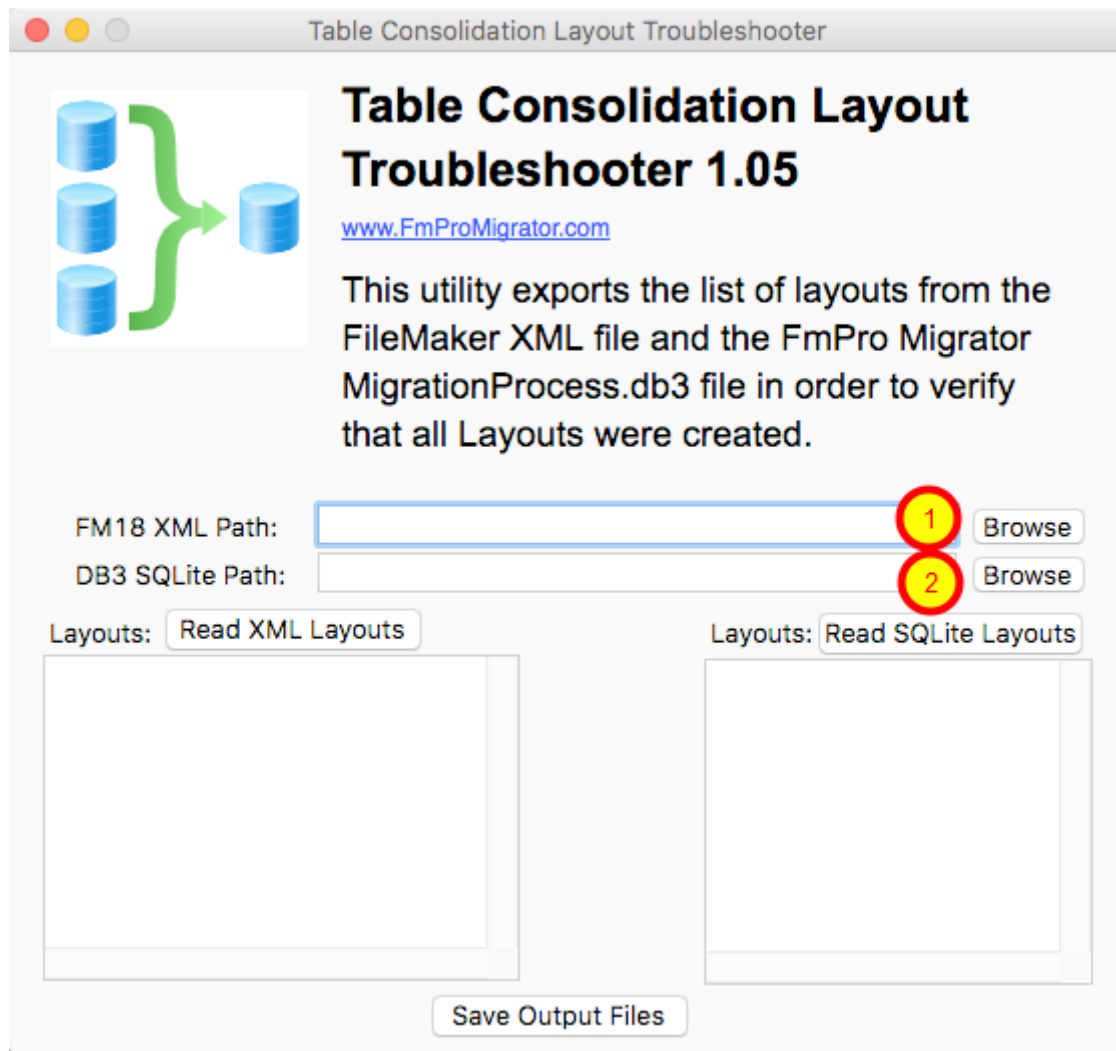 Table Consolidation Layout Troubleshooter
Table Consolidation Layout
Troubleshooter 1.05
www.FmProMigrator.com
This utility exports the list of layouts from the
FileMaker XML file and the FmPro Migrator
MigrationProcess.db3 file in order to verify
that all Layouts were created.
FM18 XML Path: 1 Browse
DB3 SQLite Path: 2 Browse
Layouts: Read XML Layouts Layouts: Read SQLite Layouts
Save Output Files